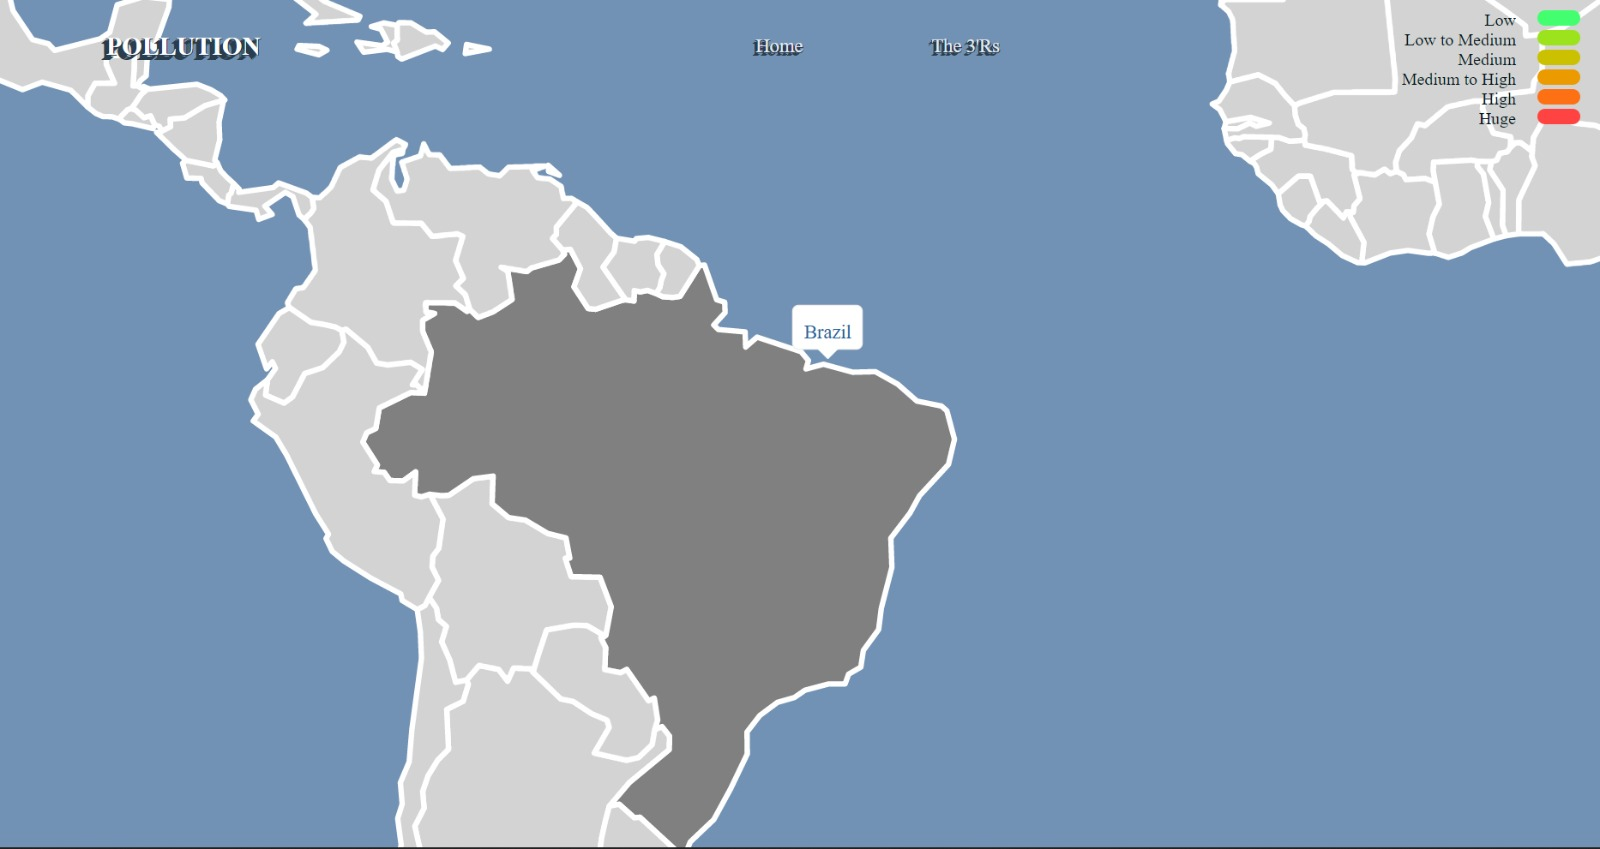 POLLUTION
Home
The 3'Rs
Low
Low to Medium
Medium
Medium to High
High
Huge
Brazil